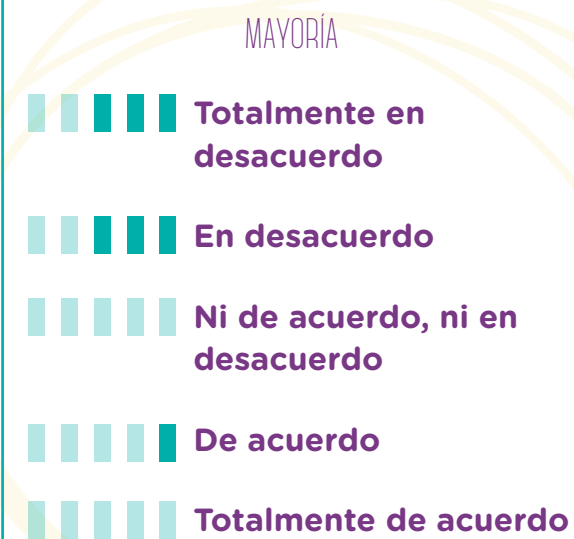 MAYORÍA
Totalmente en
desacuerdo
En desacuerdo
Ni de acuerdo, ni en
desacuerdo
De acuerdo
Totalmente de acuerdo